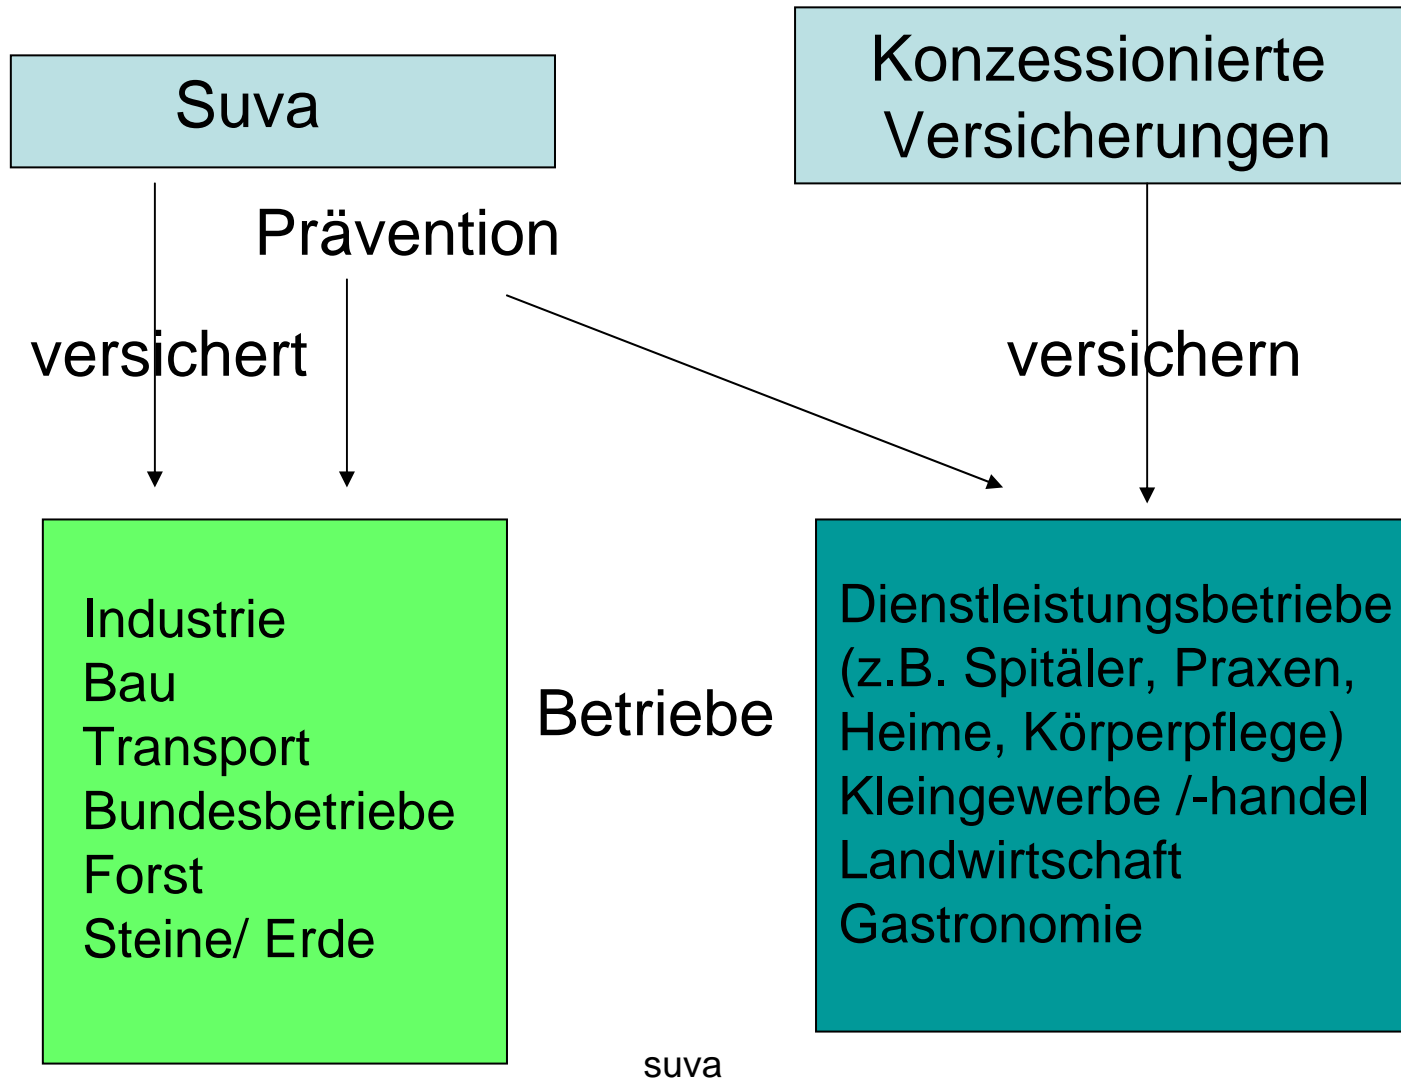 Suva
Konzessionierte
Versicherungen
Prävention
versichert
versichern
Industrie
Bau
Transport
Bundesbetriebe
Forst
Steine/ Erde
Betriebe
Dienstleistungsbetriebe
(z.B. Spitäler, Praxen,
Heime, Körperpflege)
Kleingewerbe /-handel
Landwirtschaft
Gastronomie
suva